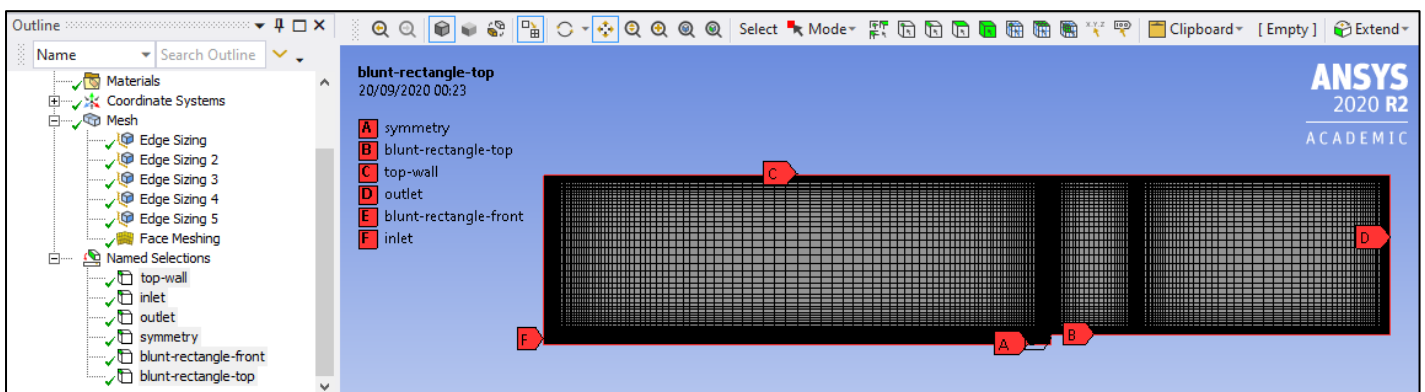 Outline
Name
Search Outline
Materials
Coordinate Systems
Mesh
Edge Sizing
Edge Sizing 2
Edge Sizing 3
Edge Sizing 4
Edge Sizing 5
Face Meshing
Named Selections
top-wall
inlet
outlet
symmetry
blunt-rectangle-front
blunt-rectangle-top
Select Mode Clipboard [ Empty ] Extend
blunt-rectangle-top
20/09/2020 00:23
A symmetry
B blunt-rectangle-top
C top-wall
D outlet
E blunt-rectangle-front
F inlet
ANSYS
2020 R2
ACADEMIC
C
D
F
A
B